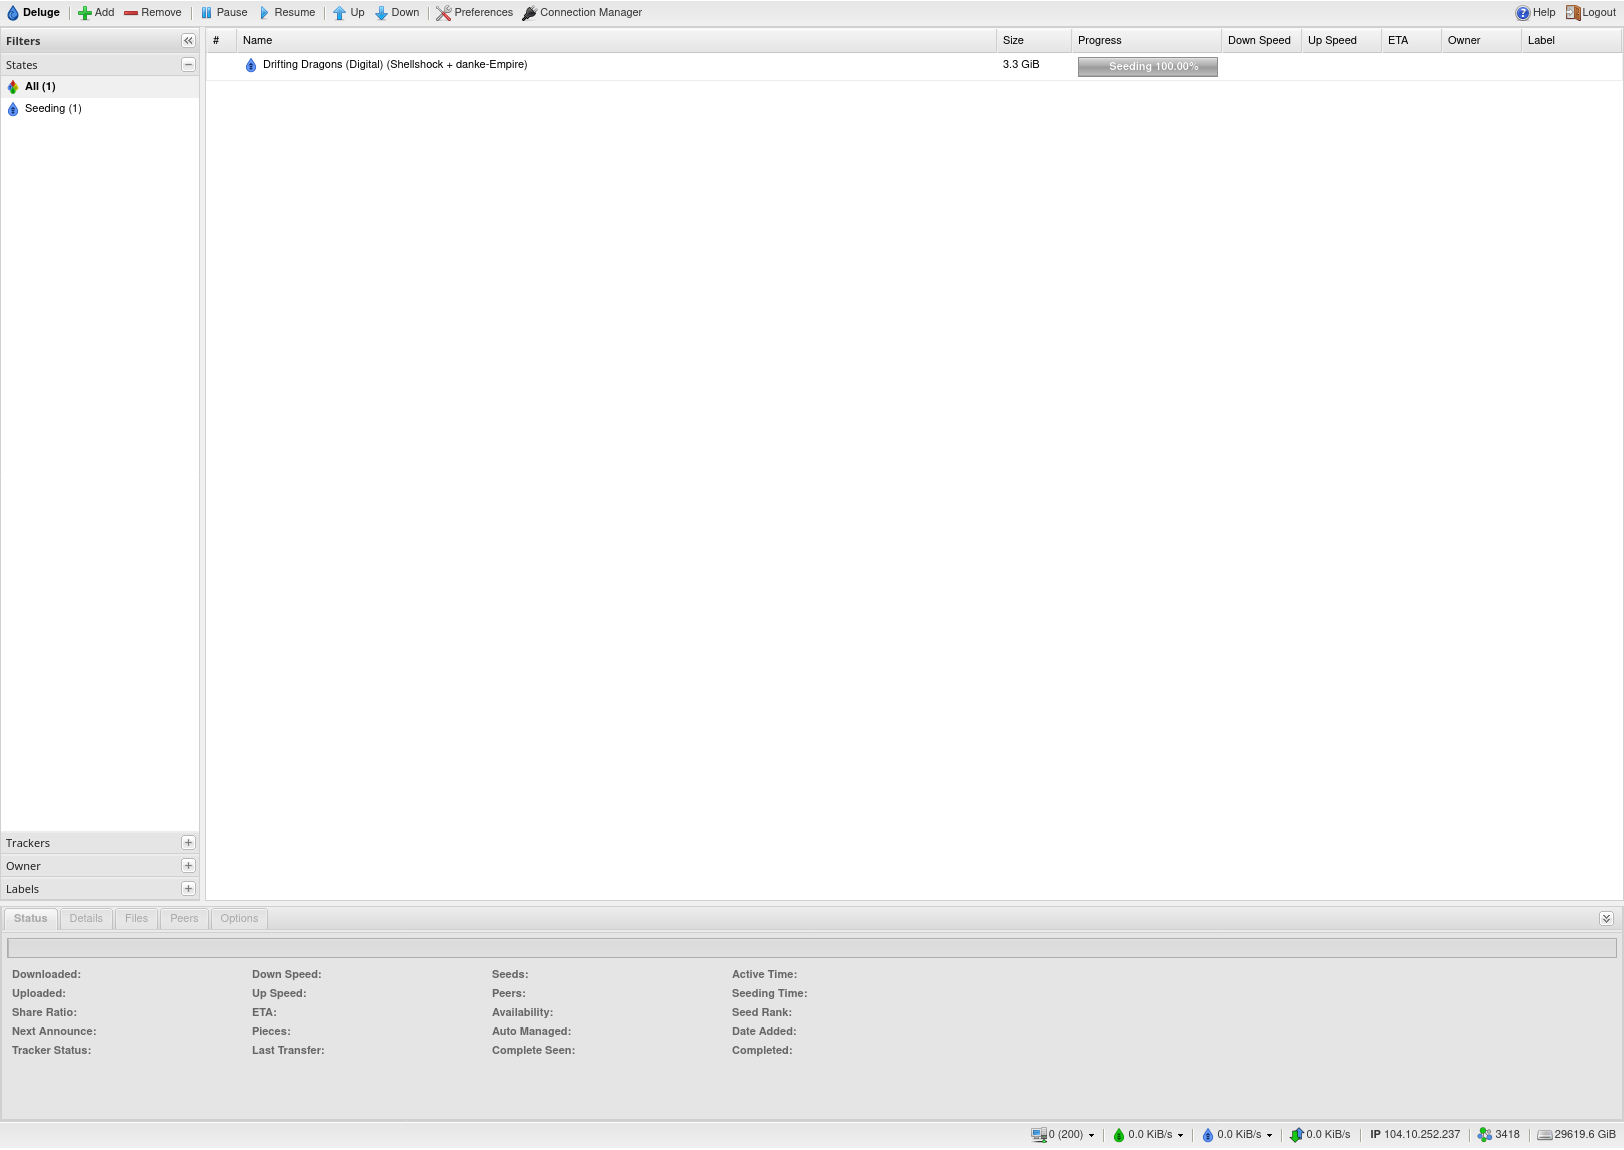 Deluge Add Remove Pause Resume Up Down Preferences Connection Manager Help Logout
Filters
States
All (1)
Seeding (1)
Trackers
Owner
Labels
# Name Size Progress Down Speed Up Speed ETA Owner Label
Drifting Dragons (Digital) (Shellshock + danke-Empire) 3.3 GiB Seeding 100.00%
Status Details Files Peers Options
Downloaded: Down Speed: Seeds: Active Time:
Uploaded: Up Speed: Peers: Seeding Time:
Share Ratio: ETA: Availability: Seed Rank:
Next Announce: Pieces: Auto Managed: Date Added:
Tracker Status: Last Transfer: Complete Seen: Completed:
0 (200) 0.0 KiB/s 0.0 KiB/s 0.0 KiB/s IP 104.10.252.237 3418 29619.6 GiB